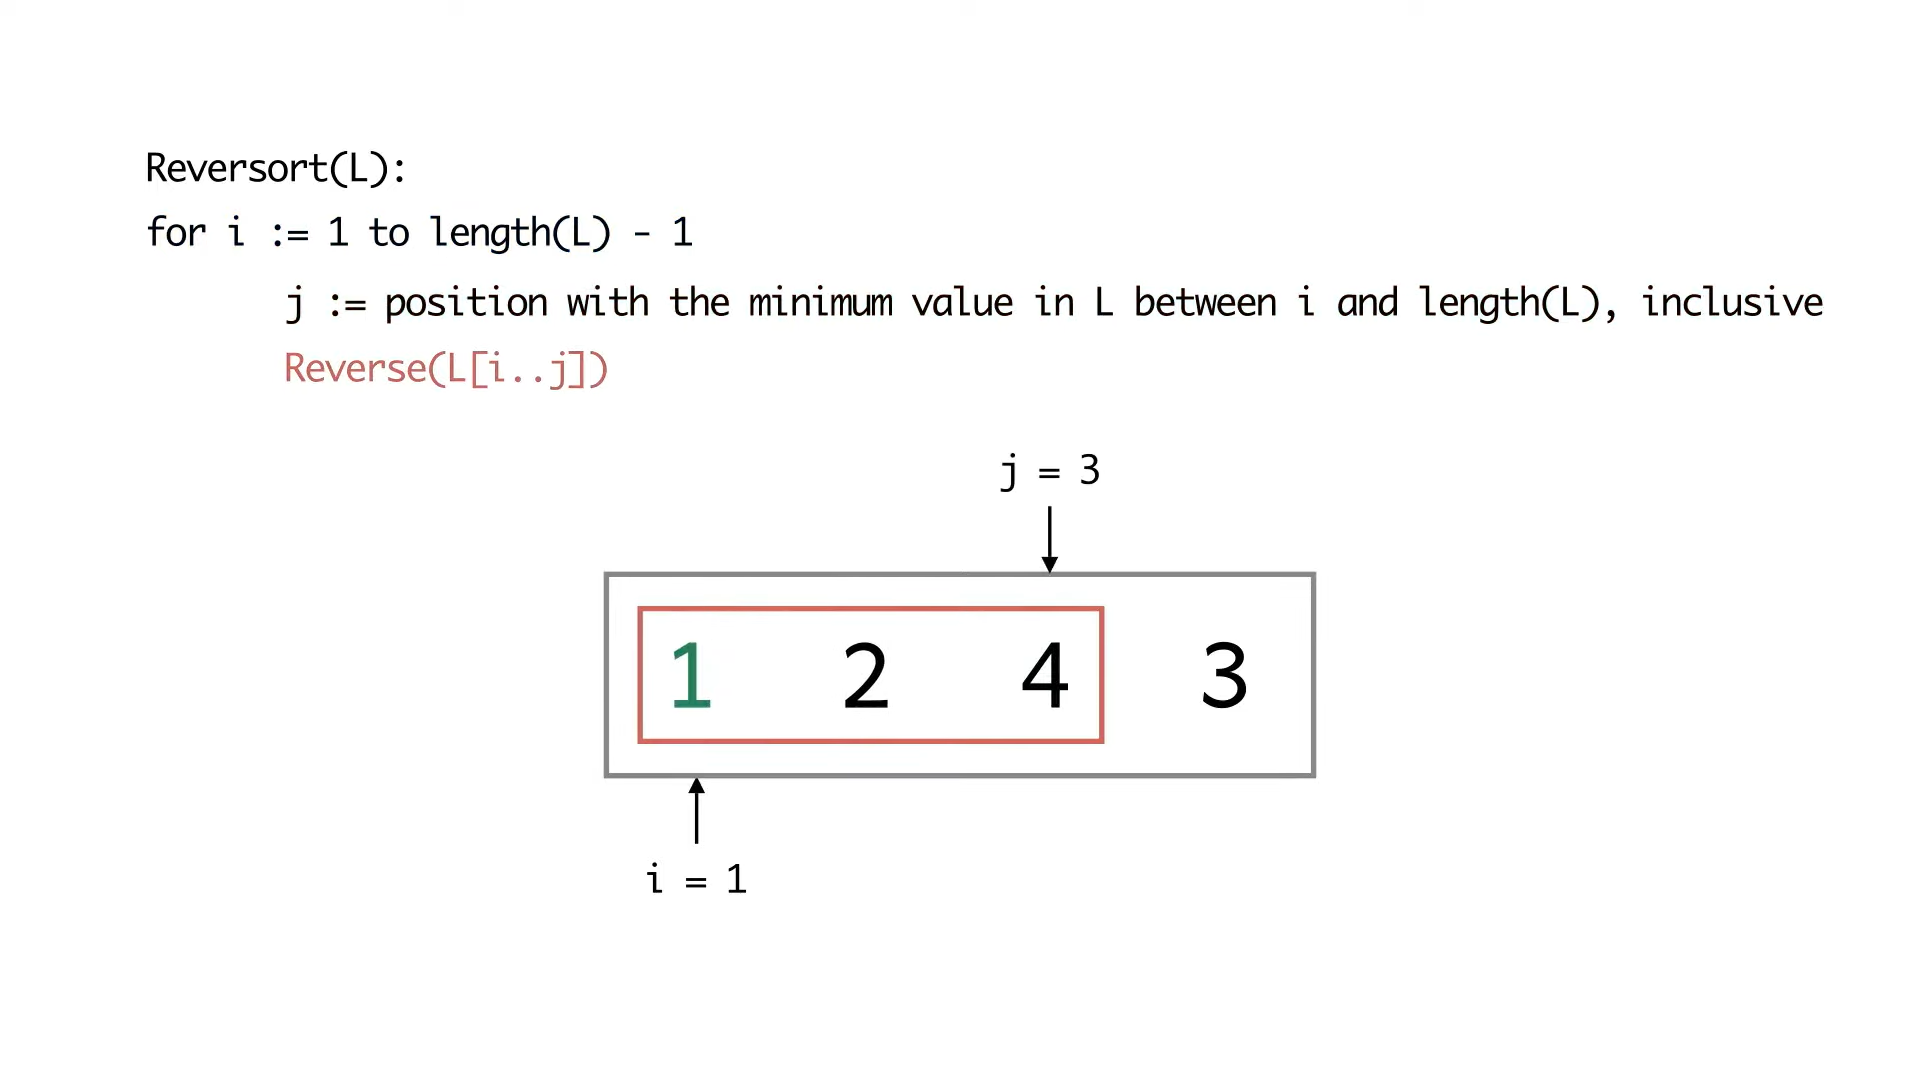 Reversort(L):
for i := 1 to length(L) - 1
j := position with the minimum value in L between i and length(L), inclusive
Reverse(L[i..j])
j = 3
1 2 4 3
i = 1